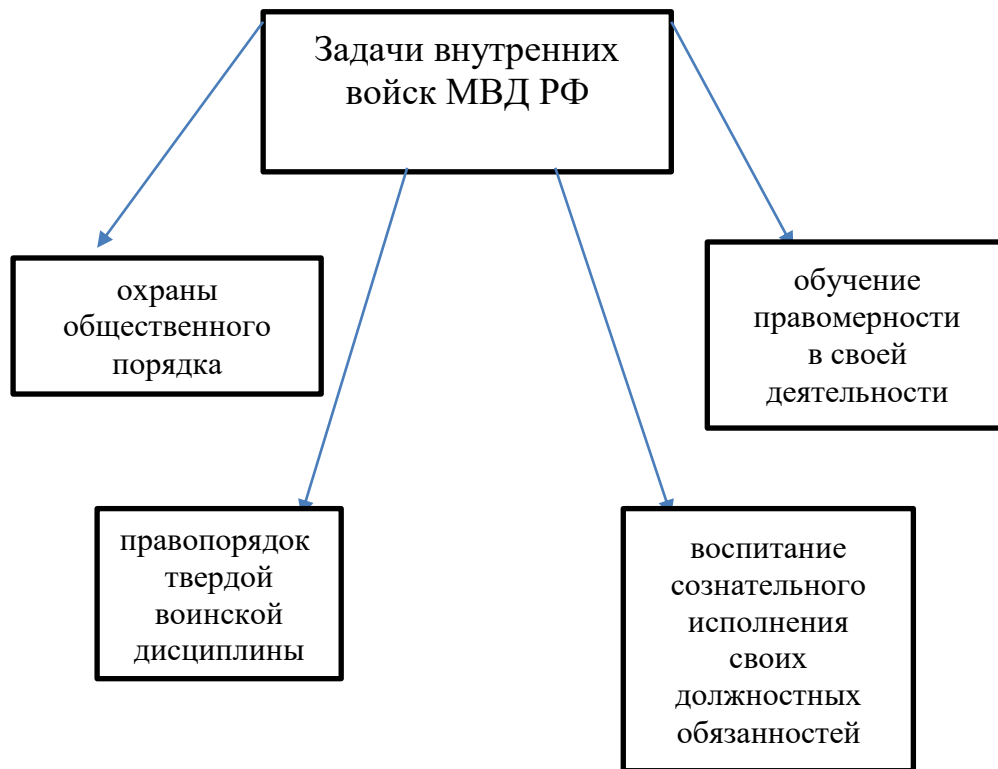 Задачи внутренних
войск МВД РФ
охраны
общественного
порядка
обучение
правомерности
в своей
деятельности
правопорядок
твердой
воинской
дисциплины
воспитание
сознательного
исполнения
своих
должностных
обязанностей